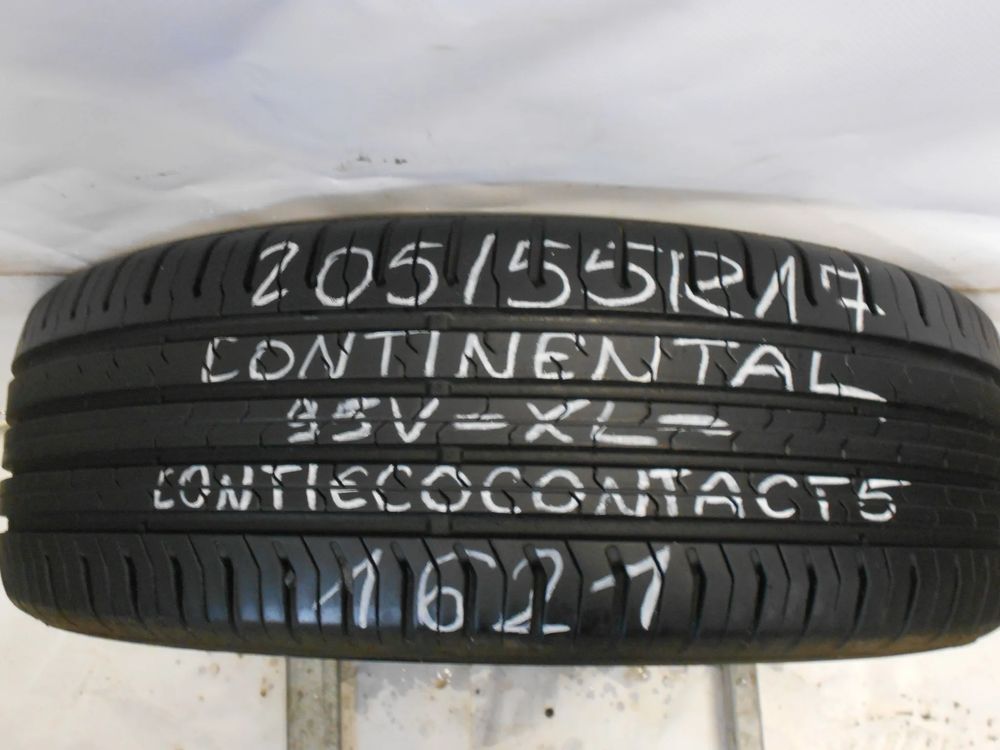 205/55R17
CONTINENTAL
95V=XL=
CONTIECOCONTACT5
1621